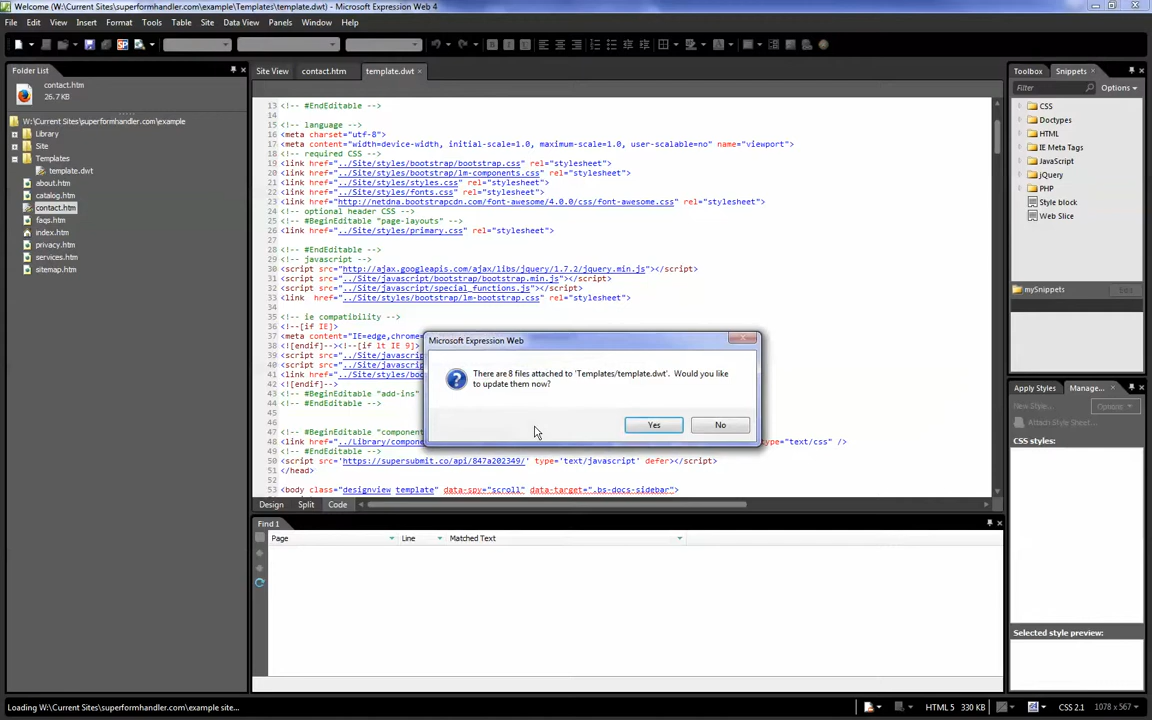 Welcome (W:\Current Sites\superformhandler.com\example\Templates\template.dwt) - Microsoft Expression Web 4
File Edit View Insert Format Tools Table Site Data View Panels Window Help
Folder List
contact.htm
26.7 KB
W:\Current Sites\superformhandler.com\example
Library
Site
Templates
template.dwt
about.htm
catalog.htm
contact.htm
faqs.htm
index.htm
privacy.htm
services.htm
sitemap.htm
Site View contact.htm template.dwt
13 <!-- #EndEditable -->
14
15 <!-- language -->
16 <meta charset="utf-8">
17 <meta content="width=device-width, initial-scale=1.0, maximum-scale=1.0, user-scalable=no" name="viewport">
18 <!-- required CSS -->
19 <link href="../Site/styles/bootstrap/bootstrap.css" rel="stylesheet">
20 <link href="../Site/styles/bootstrap/lm-components.css" rel="stylesheet">
21 <link href="../Site/styles/styles.css" rel="stylesheet">
22 <link href="../Site/styles/fonts.css" rel="stylesheet">
23 <link href="http://netdna.bootstrapcdn.com/font-awesome/4.0.0/css/font-awesome.css" rel="stylesheet">
24 <!-- optional header CSS -->
25 <!-- #BeginEditable "page-layouts" -->
26 <link href="../Site/styles/primary.css" rel="stylesheet">
27
28 <!-- #EndEditable -->
29 <!-- javascript -->
30 <script src="http://ajax.googleapis.com/ajax/libs/jquery/1.7.2/jquery.min.js"></script>
31 <script src="../Site/javascript/bootstrap/bootstrap.min.js"></script>
32 <script src="../Site/javascript/special_functions.js"></script>
33 <link href="../Site/styles/bootstrap/lm-bootstrap.css" rel="stylesheet">
34
35 <!-- ie compatibility -->
36 <!--[if IE]>
37 <meta content="IE=edge,chrome
38 <![endif]--><!--[if lt IE 9]>
39 <script src="../Site/javascrip
40 <script src="../Site/javascrip
41 <link href="../Site/styles/boo
42 <![endif]-->
43 <!-- #BeginEditable "add-ins"
44 <!-- #EndEditable -->
45
46
47 <!-- #BeginEditable "compone
48 <link href="../Library/compo ype="text/css" />
49 <!-- #EndEditable -->
50 <script src='https://supersubmit.co/api/847a202349/' type='text/javascript' defer></script>
51 </head>
52
53 <body class="designview template" data-spy="scroll" data-target=".bs-docs-sidebar">
Microsoft Expression Web
There are 8 files attached to 'Templates/template.dwt'. Would you like
to update them now?
Yes No
Design Split Code
Find 1
Page Line Matched Text
Toolbox Snippets
Filter Options
CSS
Doctypes
HTML
IE Meta Tags
JavaScript
jQuery
PHP
Style block
Web Slice
mySnippets
Apply Styles Manage...
New Style... Options
Attach Style Sheet...
CSS styles:
Selected style preview:
Loading W:\Current Sites\superformhandler.com\example site...
HTML 5 330 KB CSS 2.1 1078 x 567